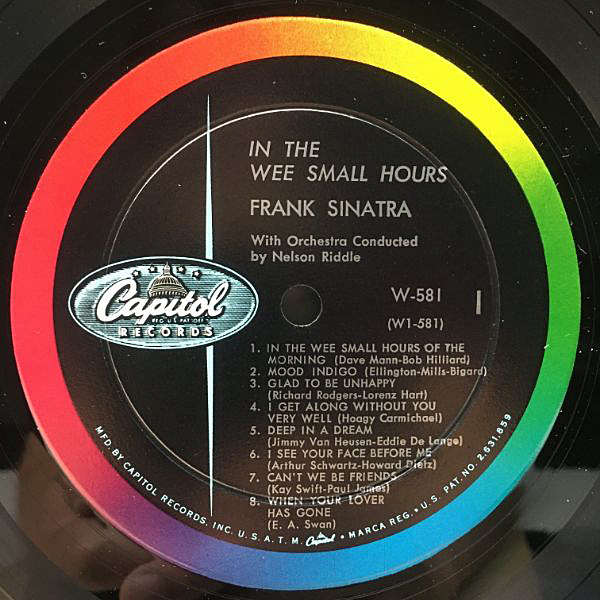 IN THE
WEE SMALL HOURS
FRANK SINATRA
With Orchestra Conducted
by Nelson Riddle
Capitol
REG. U.S. PAT. OFF.
RECORDS
W-581
1
(W1-581)
1. IN THE WEE SMALL HOURS OF THE
MORNING (Dave Mann-Bob Hilliard)
2. MOOD INDIGO (Ellington-Mills-Bigard)
3. GLAD TO BE UNHAPPY
(Richard Rodgers-Lorenz Hart)
4. I GET ALONG WITHOUT YOU
VERY WELL (Hoagy Carmichael)
5. DEEP IN A DREAM
(Jimmy Van Heusen-Eddie De Lange)
6. I SEE YOUR FACE BEFORE ME
(Arthur Schwartz-Howard Dietz)
7. CAN'T WE BE FRIENDS
(Kay Swift-Paul James)
8. WHEN YOUR LOVER
HAS GONE
(E. A. Swan)
MFD. BY CAPITOL RECORDS, INC. U.S.A. T.M. Capitol • MARCA REG. • U.S. PAT. NO. 2,631,859